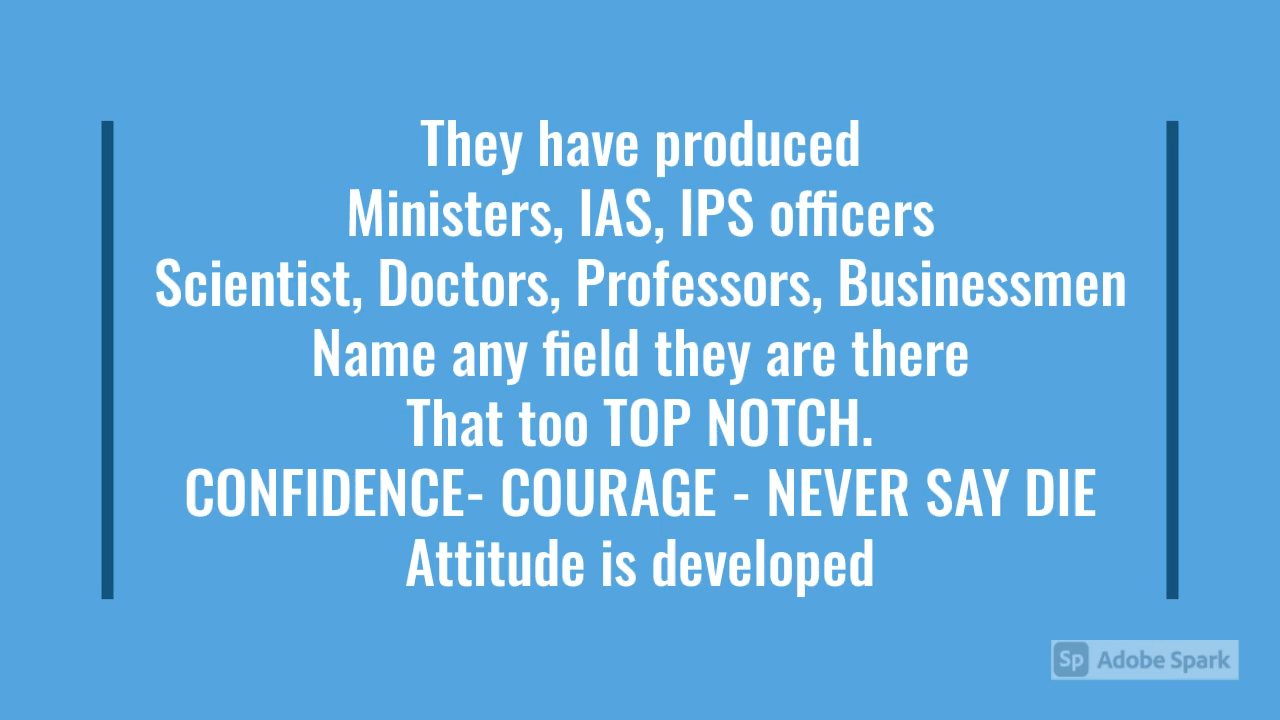 They have produced
Ministers, IAS, IPS officers
Scientist, Doctors, Professors, Businessmen
Name any field they are there
That too TOP NOTCH.
CONFIDENCE- COURAGE - NEVER SAY DIE
Attitude is developed
Sp Adobe Spark